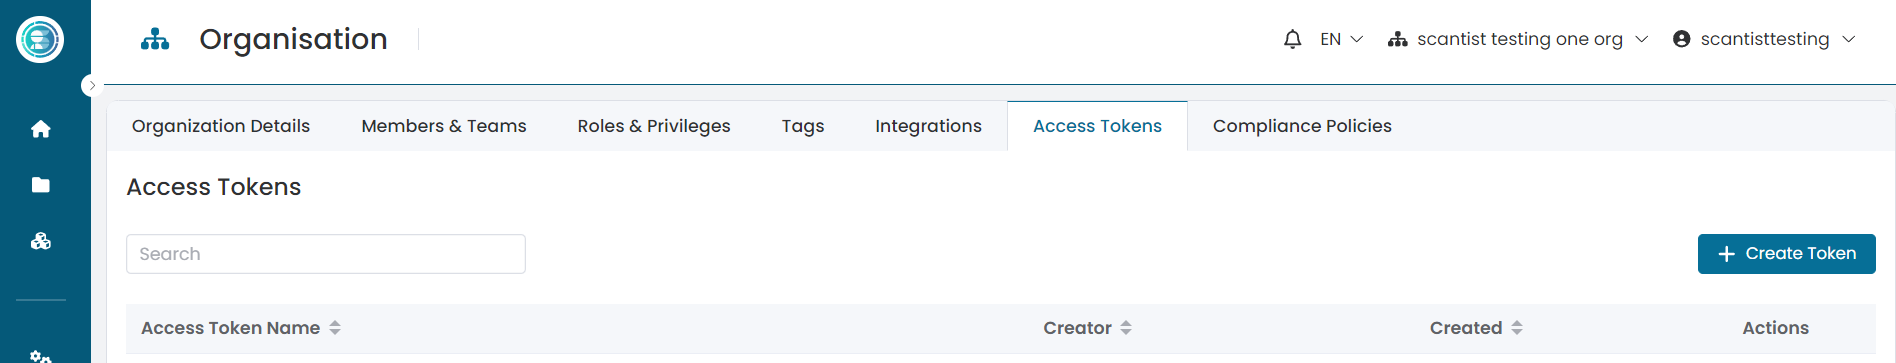 Organisation
EN
scantist testing one org
scantisttesting
Organization Details
Members & Teams
Roles & Privileges
Tags
Integrations
Access Tokens
Compliance Policies
Access Tokens
Search
Create Token
Access Token Name
Creator
Created
Actions